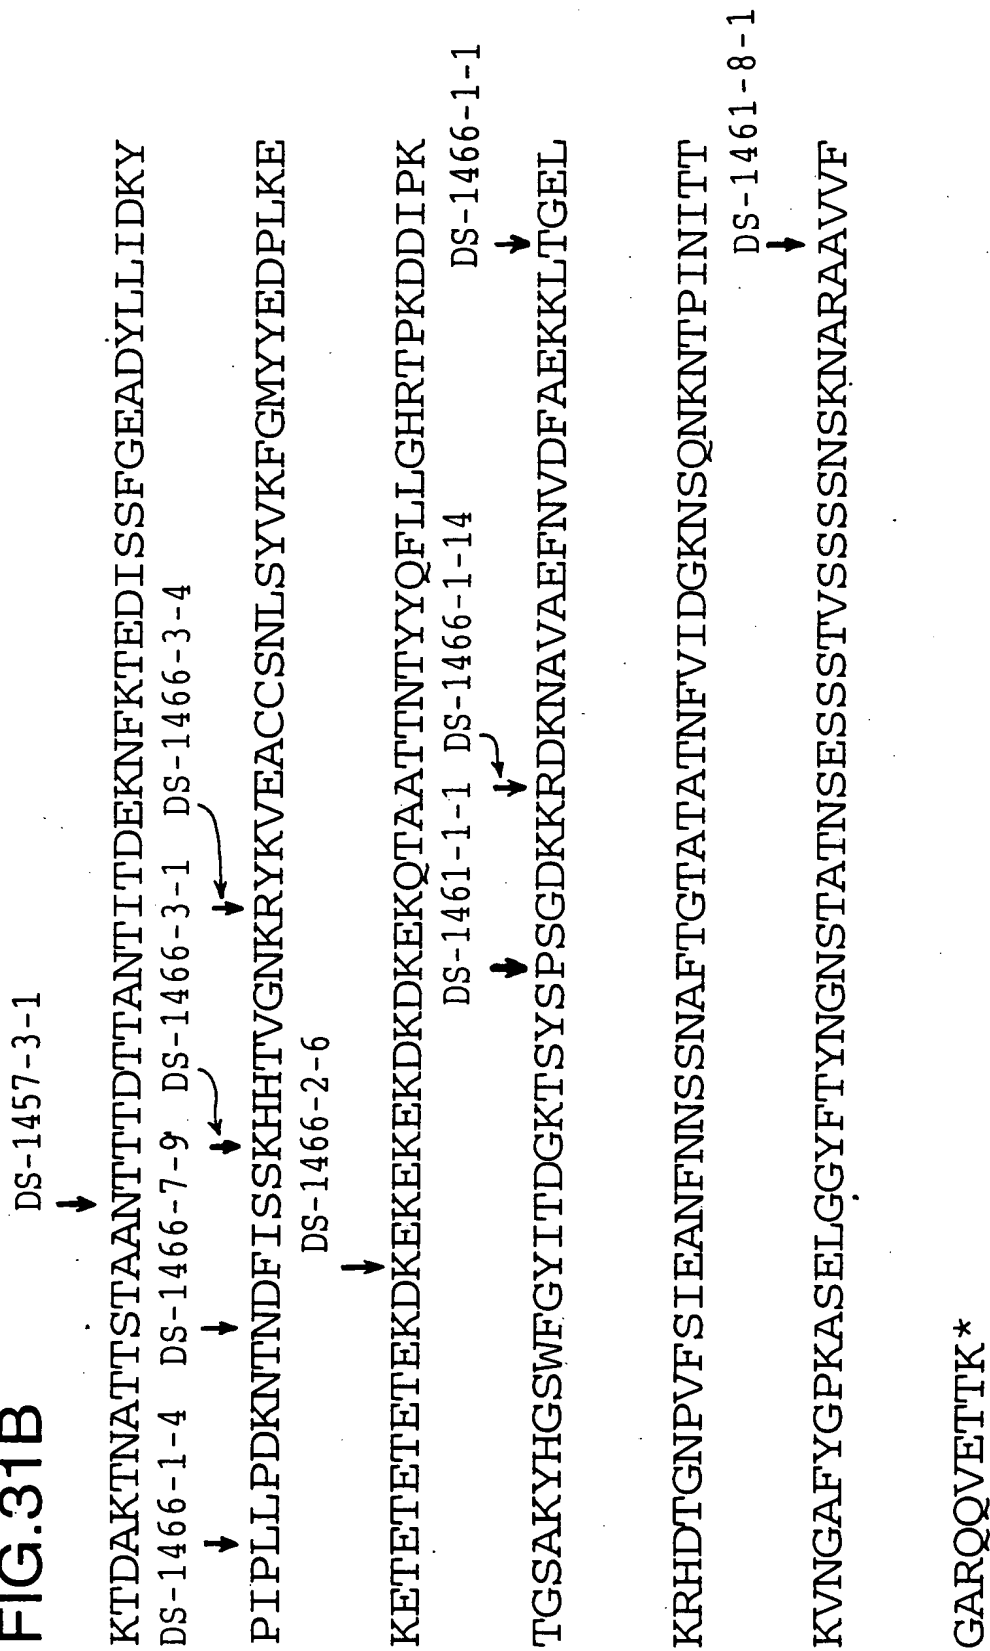 FIG.31B
DS-1457-3-1
KTDAKTNATTSTAANTTTDTTANTITDEKNFKTEDISSFGEADYLLIDKY
DS-1466-1-4 DS-1466-7-9 DS-1466-3-1 DS-1466-3-4
PIPLLPDKNTNDFISSKHHTVGNKRYKVEACCSNLSYVKFGMYYEDPLKE
DS-1466-2-6
KETETETETEKDKEKEKEKDKDKEKQTAATTNTYYQFLLGHRTPKDDIPK
DS-1461-1-1 DS-1466-1-14 DS-1466-1-1
TGSAKYHGSWFGYITDGKTSYSPSGDKKRDKNAVAEFNVDFAEKKLTGEL
KRHDTGNPVFSIEANFNNSSNAFTGTATATNFVIDGKNSQNKNTPINITT
DS-1461-8-1
KVNGAFYGPKASELGGYFTYNGNSTATNSESSSTVSSSSNSKNARAAVVF
GARQQVETTK*